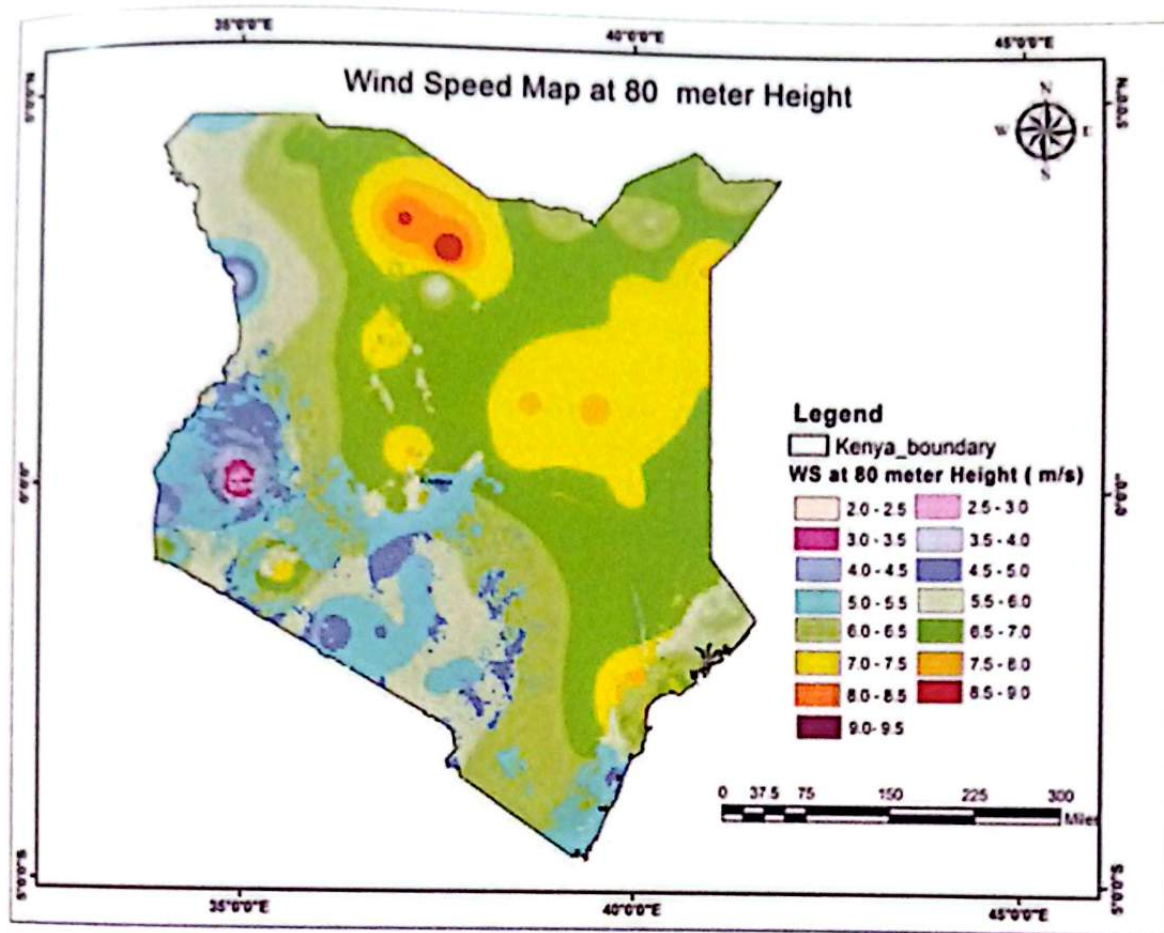 35°0'0"E 40°0'0"E 45°0'0"E
Wind Speed Map at 80 meter Height
5°0'0"N
5°0'0"N
N
W E
S
0°0'0"
0°0'0"
Legend
Kenya_boundary
WS at 80 meter Height ( m/s)
2.0 - 2.5 2.5 - 3.0
3.0 - 3.5 3.5 - 4.0
4.0 - 4.5 4.5 - 5.0
5.0 - 5.5 5.5 - 6.0
6.0 - 6.5 6.5 - 7.0
7.0 - 7.5 7.5 - 8.0
8.0 - 8.5 8.5 - 9.0
9.0 - 9.5
0 37.5 75 150 225 300
Miles
5°0'0"S
5°0'0"S
35°0'0"E 40°0'0"E 45°0'0"E